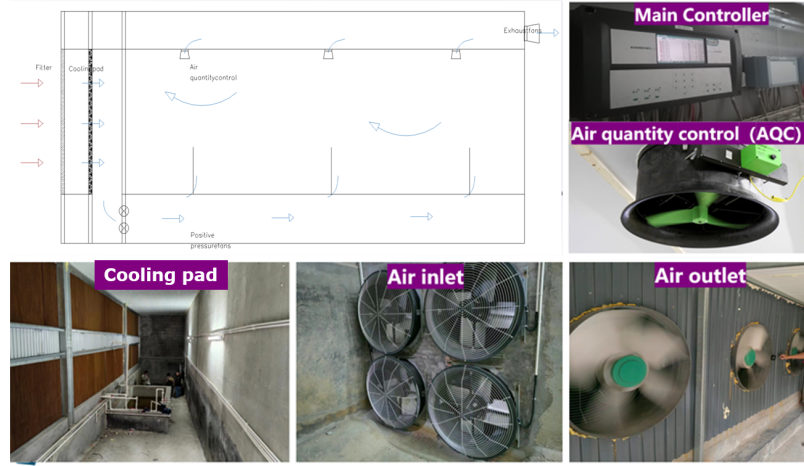 Exhaustfans
Filter
Coolingpad
Air
quantitycontrol
Positive
pressurefans
Main Controller
Air quantity control（AQC）
Cooling pad
Air inlet
Air outlet